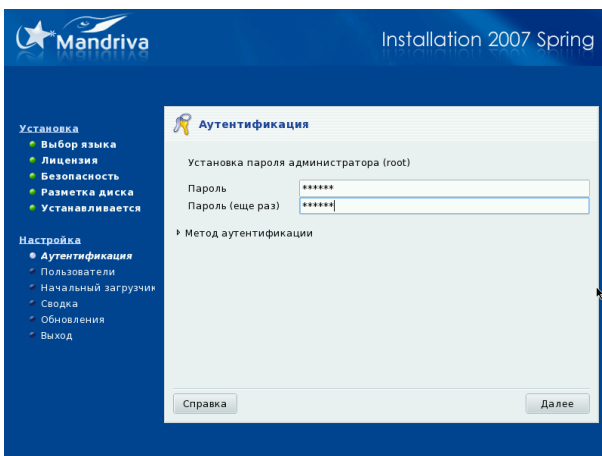 Mandriva
Installation 2007 Spring
Установка
Выбор языка
Лицензия
Безопасность
Разметка диска
Устанавливается
Настройка
Аутентификация
Пользователи
Начальный загрузчик
Сводка
Обновления
Выход
Аутентификация
Установка пароля администратора (root)
Пароль ******
Пароль (еще раз) ******
Метод аутентификации
Справка Далее